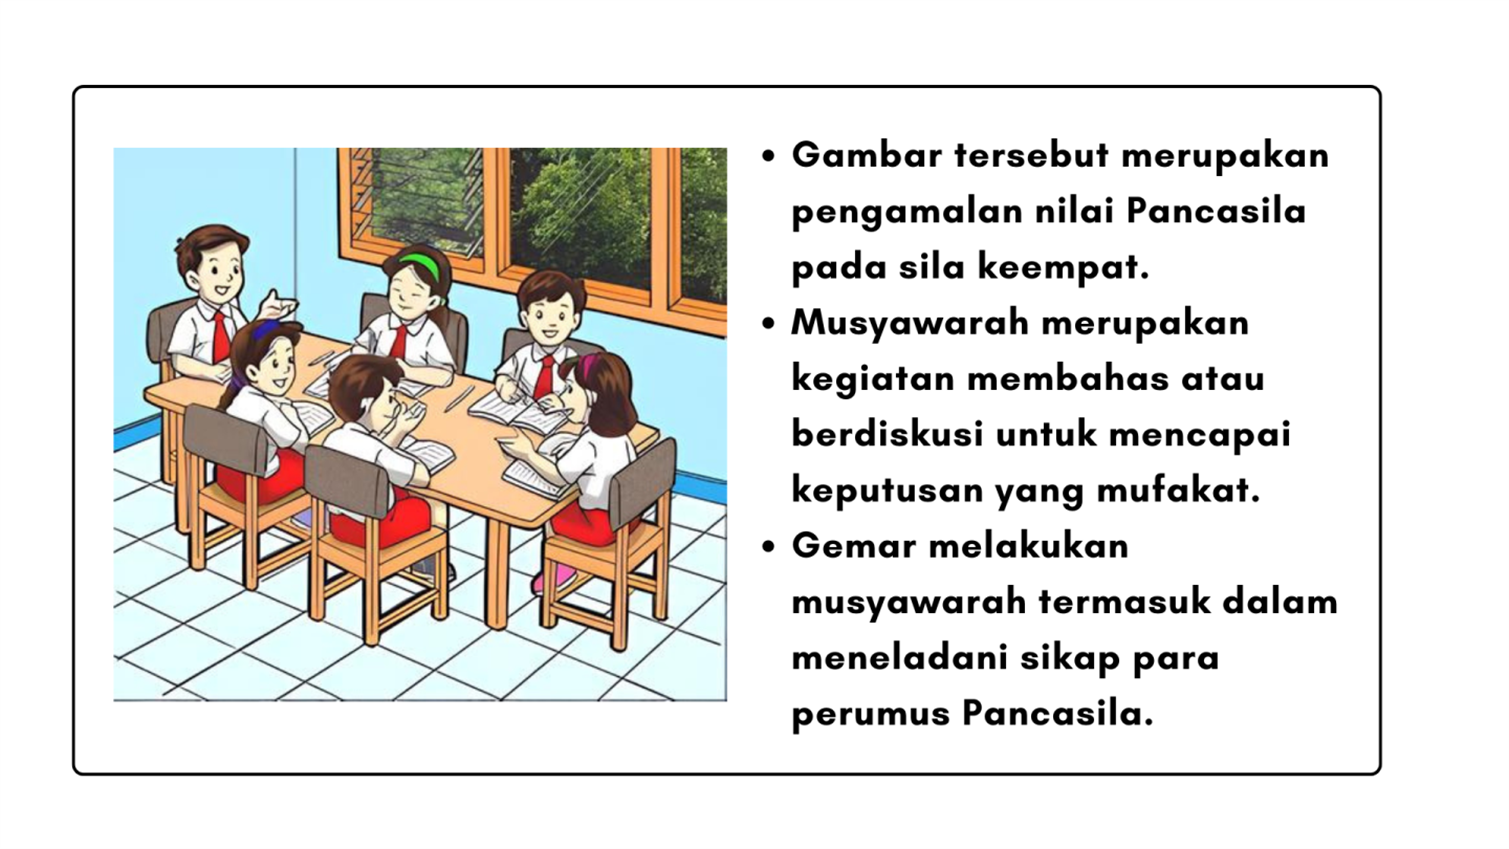 • Gambar tersebut merupakan
pengamalan nilai Pancasila
pada sila keempat.
• Musyawarah merupakan
kegiatan membahas atau
berdiskusi untuk mencapai
keputusan yang mufakat.
• Gemar melakukan
musyawarah termasuk dalam
meneladani sikap para
perumus Pancasila.